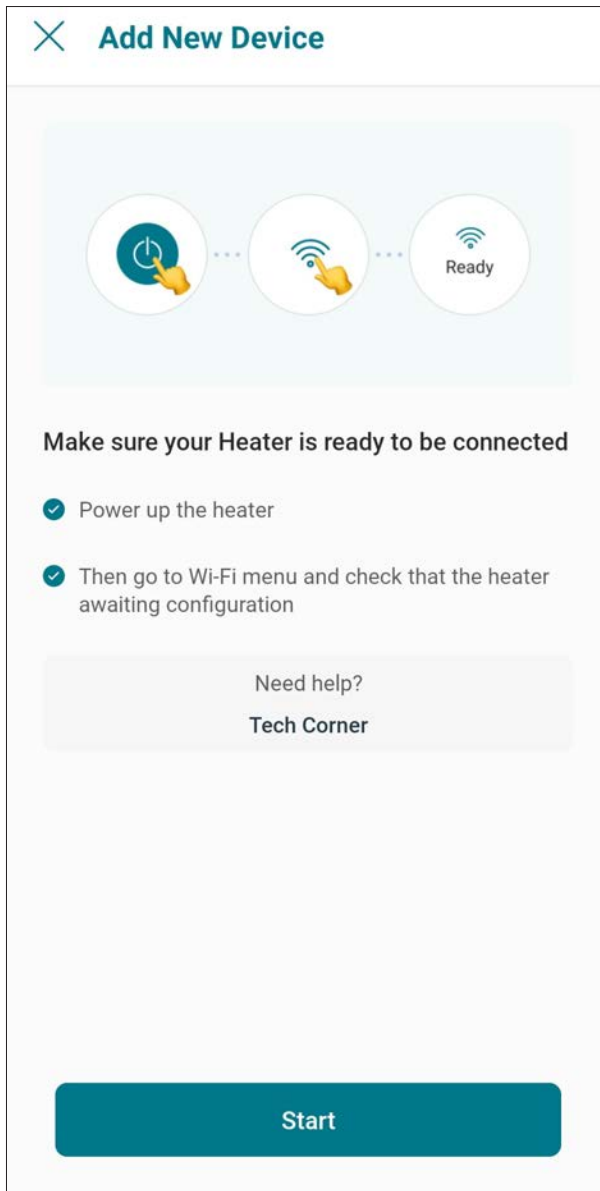 Add New Device
Ready
Make sure your Heater is ready to be connected
Power up the heater
Then go to Wi-Fi menu and check that the heater
awaiting configuration
Need help?
Tech Corner
Start